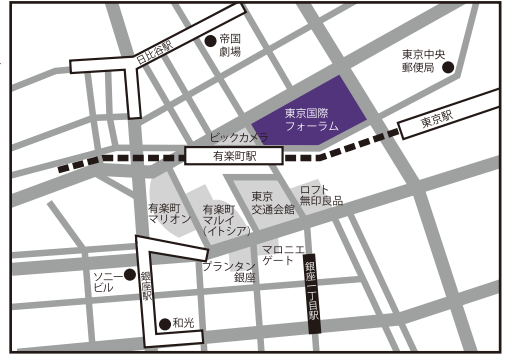 日比谷駅
帝国
劇場
東京中央
郵便局
東京国際
フォーラム
東京駅
ビックカメラ
有楽町駅
有楽町
マリオン
有楽町
マルイ
(イトシア)
東京
交通会館
ロフト
無印良品
マロニエ
ゲート
プランタン
銀座
ソニー
ビル
銀座駅
銀座一丁目駅
和光